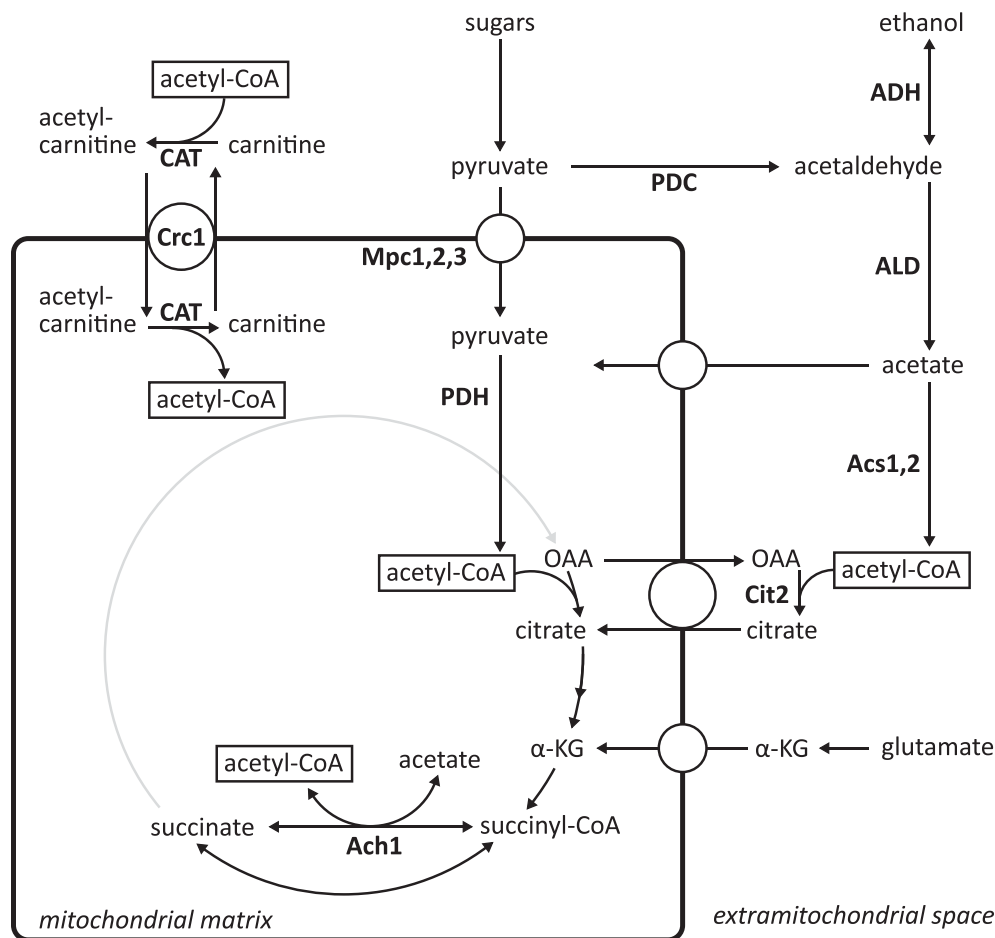 sugars
ethanol
acetyl-CoA
ADH
acetyl-
carnitine
carnitine
CAT
pyruvate
PDC
acetaldehyde
Crc1
Mpc1,2,3
ALD
acetyl-
carnitine
CAT
carnitine
pyruvate
acetate
acetyl-CoA
PDH
Acs1,2
acetyl-CoA
OAA
OAA
acetyl-CoA
Cit2
citrate
citrate
α-KG
α-KG
glutamate
acetyl-CoA
acetate
succinate
succinyl-CoA
Ach1
mitochondrial matrix
extramitochondrial space